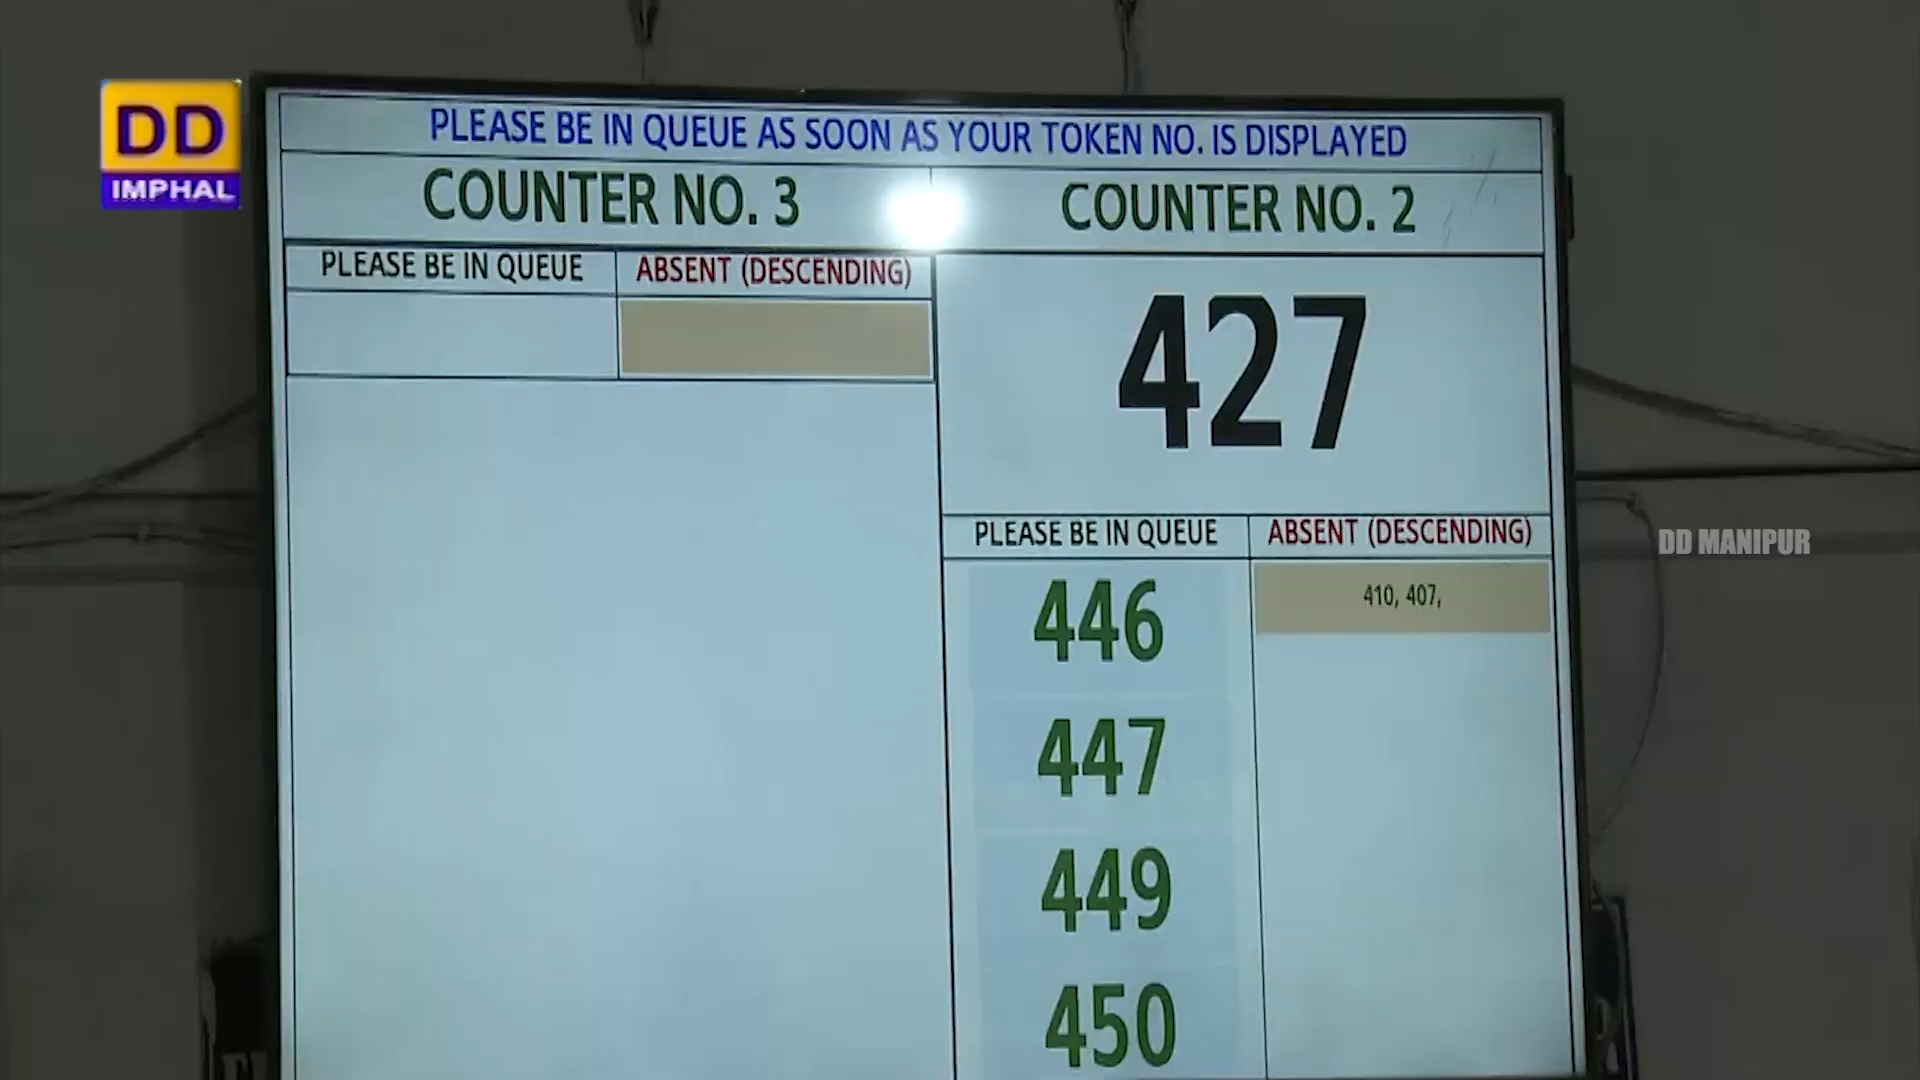 DD
IMPHAL
PLEASE BE IN QUEUE AS SOON AS YOUR TOKEN NO. IS DISPLAYED
COUNTER NO. 3
COUNTER NO. 2
PLEASE BE IN QUEUE
ABSENT (DESCENDING)
427
PLEASE BE IN QUEUE
ABSENT (DESCENDING)
446
410, 407,
447
449
450
DD MANIPUR